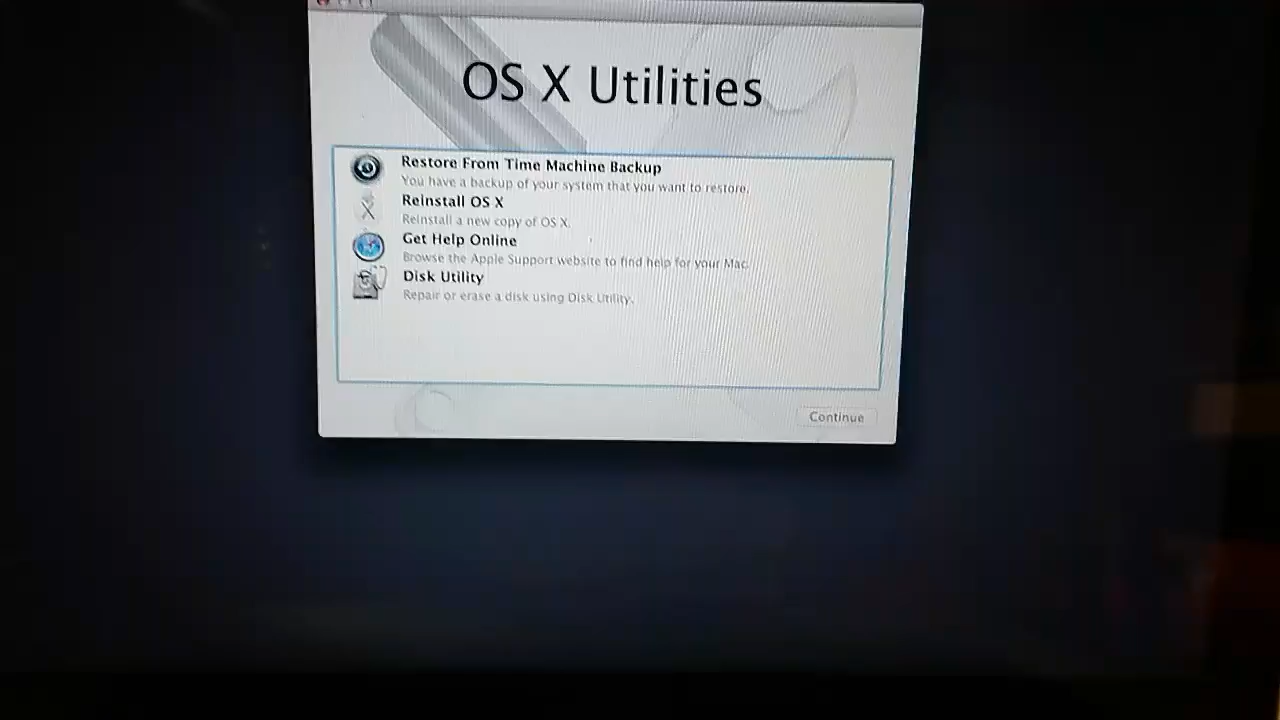 OS X Utilities
Restore From Time Machine Backup
You have a backup of your system that you want to restore.
Reinstall OS X
Reinstall a new copy of OS X.
Get Help Online
Browse the Apple Support website to find help for your Mac.
Disk Utility
Repair or erase a disk using Disk Utility.
Continue